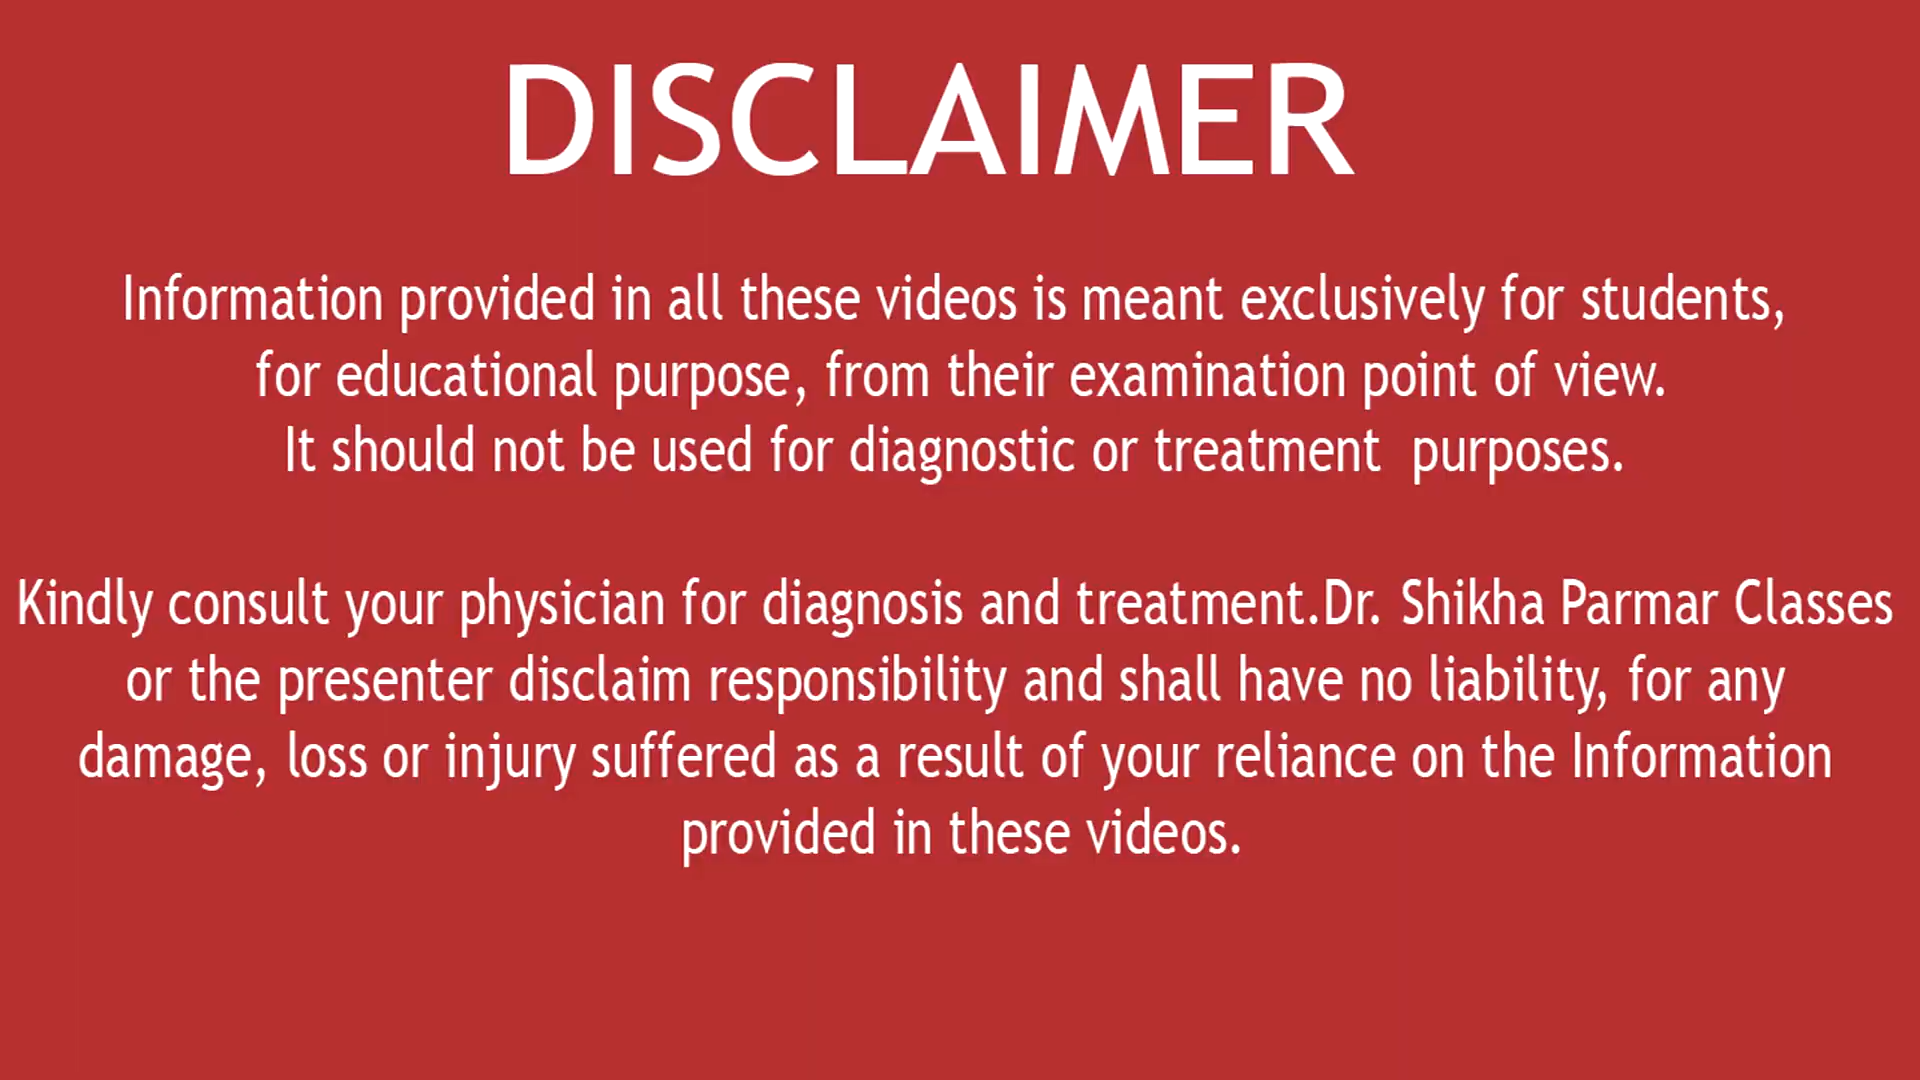 DISCLAIMER
Information provided in all these videos is meant exclusively for students,
for educational purpose, from their examination point of view.
It should not be used for diagnostic or treatment  purposes.
Kindly consult your physician for diagnosis and treatment.Dr. Shikha Parmar Classes
or the presenter disclaim responsibility and shall have no liability, for any
damage, loss or injury suffered as a result of your reliance on the Information
provided in these videos.